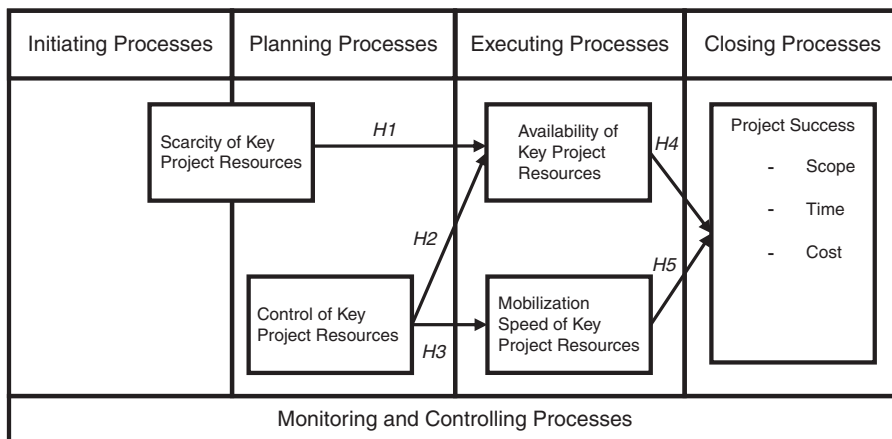 Initiating Processes
Planning Processes
Executing Processes
Closing Processes
Scarcity of Key
Project Resources
H1
Availability of
Key Project
Resources
H4
Project Success
- Scope
- Time
- Cost
H2
Control of Key
Project Resources
H3
Mobilization
Speed of Key
Project Resources
H5
Monitoring and Controlling Processes